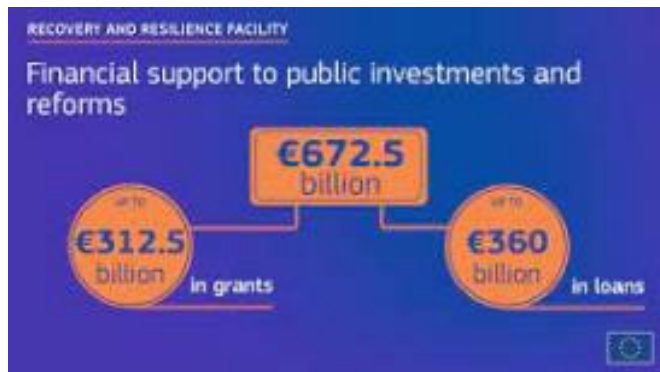 RECOVERY AND RESILIENCE FACILITY
Financial support to public investments and
reforms
€672.5
billion
UP TO
€312.5
billion
in grants
UP TO
€360
billion
in loans